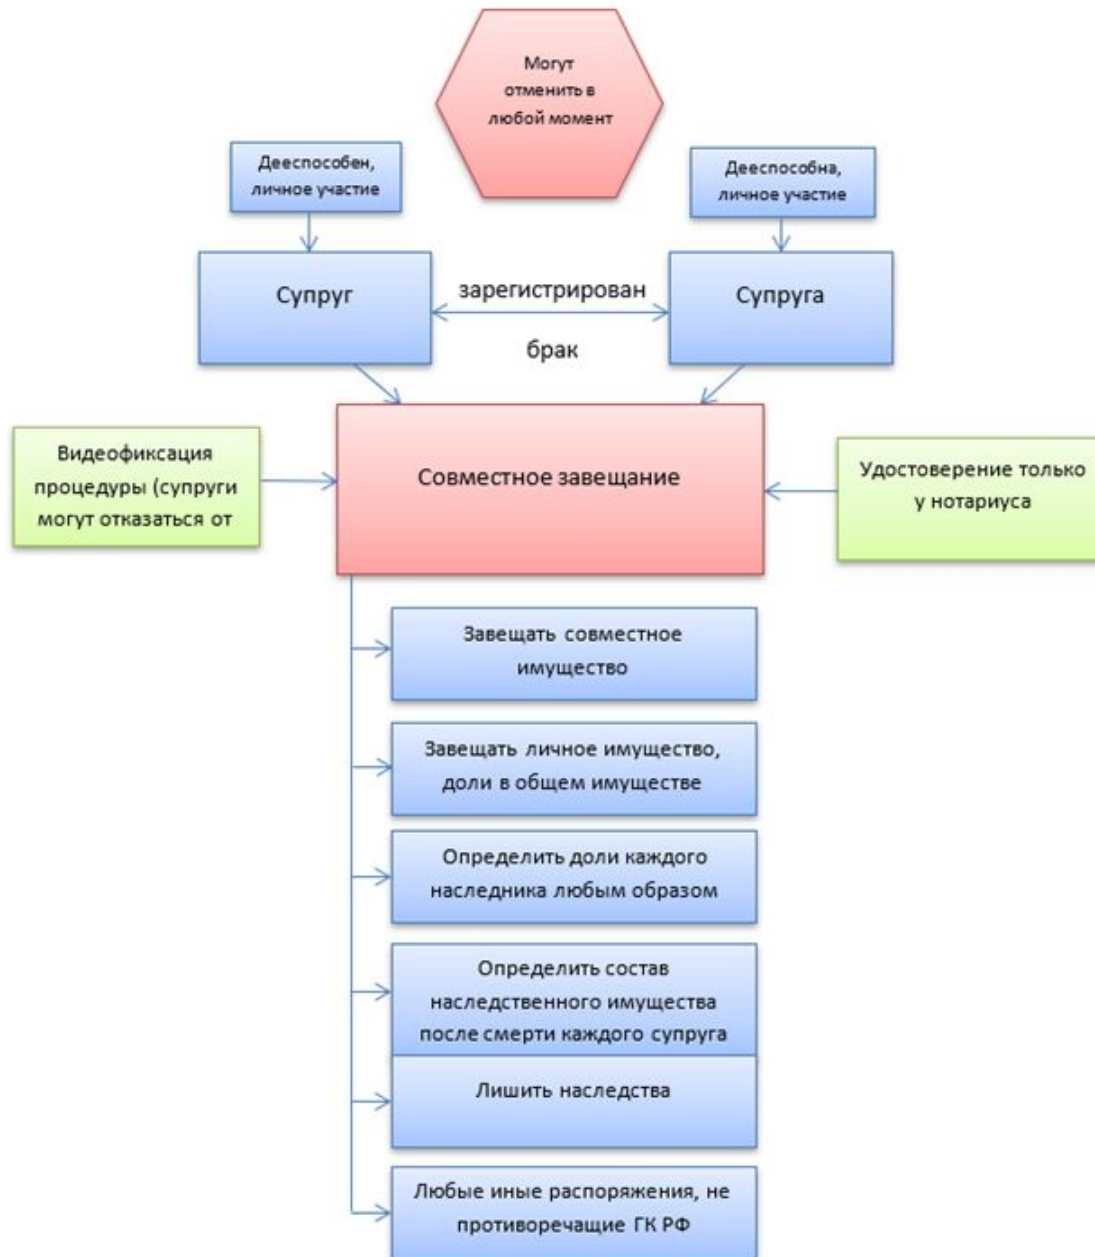 Могут
отменить в
любой момент
Дееспособен,
личное участие
Дееспособна,
личное участие
Супруг
зарегистрирован
брак
Супруга
Видеофиксация
процедуры (супруги
могут отказаться от
Совместное завещание
Удостоверение только
у нотариуса
Завещать совместное
имущество
Завещать личное имущество,
доли в общем имуществе
Определить доли каждого
наследника любым образом
Определить состав
наследственного имущества
после смерти каждого супруга
Лишить наследства
Любые иные распоряжения, не
противоречащие ГК РФ